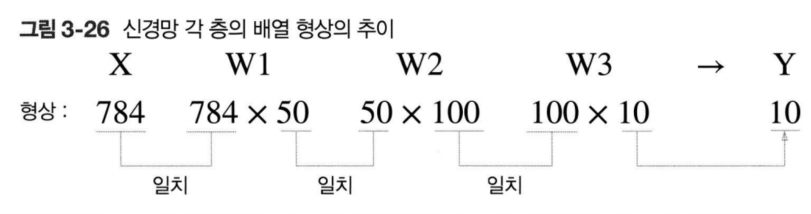 그림 3-26 신경망 각 층의 배열 형상의 추이
X W1 W2 W3 → Y
형상 : 784 784 × 50 50 × 100 100 × 10 10
일치 일치 일치